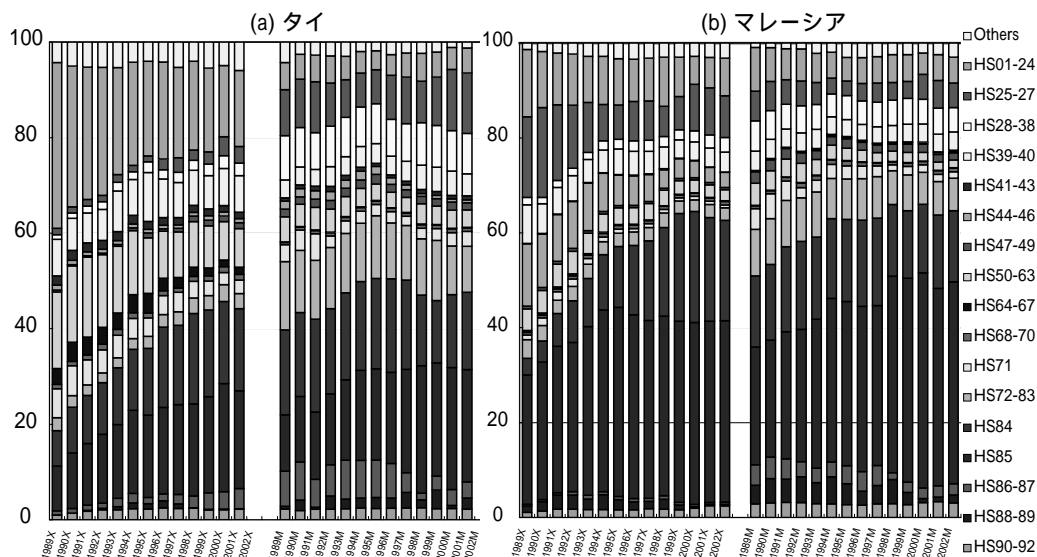 (a) タイ
(b) マレーシア
100
80
60
40
20
0
1989X 1990X 1991X 1992X 1993X 1994X 1995X 1996X 1997X 1998X 1999X 2000X 2001X 2002X 1989M 1990M 1991M 1992M 1993M 1994M 1995M 1996M 1997M 1998M 1999M 2000M 2001M 2002M
100
80
60
40
20
0
1989X 1990X 1991X 1992X 1993X 1994X 1995X 1996X 1997X 1998X 1999X 2000X 2001X 2002X 1989M 1990M 1991M 1992M 1993M 1994M 1995M 1996M 1997M 1998M 1999M 2000M 2001M 2002M
Others
HS01-24
HS25-27
HS28-38
HS39-40
HS41-43
HS44-46
HS47-49
HS50-63
HS64-67
HS68-70
HS71
HS72-83
HS84
HS85
HS86-87
HS88-89
HS90-92